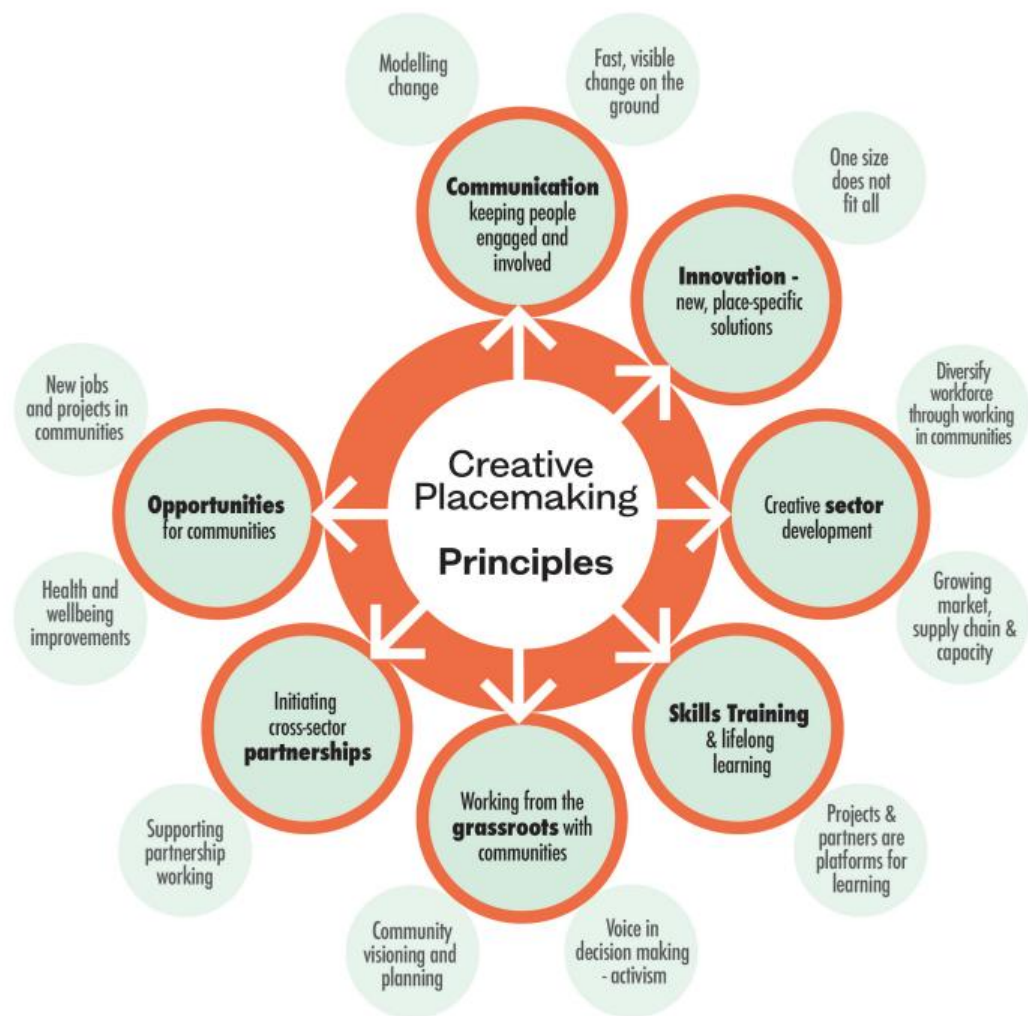 Modelling
change
Fast, visible
change on the
ground
Communication
keeping people
engaged and
involved
One size
does not
fit all
Innovation -
new, place-specific
solutions
New jobs
and projects in
communities
Diversify
workforce
through working
in communities
Opportunities
for communities
Creative
Placemaking
Principles
Creative sector
development
Health and
wellbeing
improvements
Growing
market,
supply chain &
capacity
Initiating
cross-sector
partnerships
Skills Training
& lifelong
learning
Working from the
grassroots with
communities
Supporting
partnership
working
Projects &
partners are
platforms for
learning
Community
visioning and
planning
Voice in
decision making
- activism